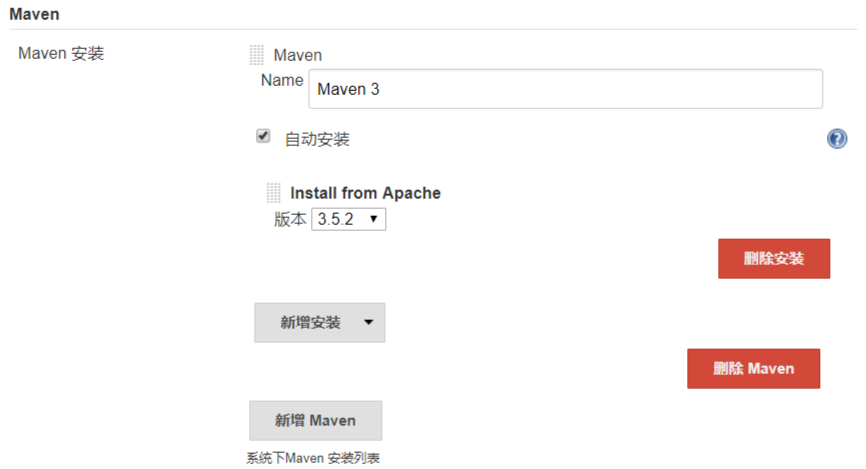 Maven
Maven 安装
Maven
Name
Maven 3
自动安装
?
Install from Apache
版本 3.5.2
删除安装
新增安装
删除 Maven
新增 Maven
系统下Maven 安装列表